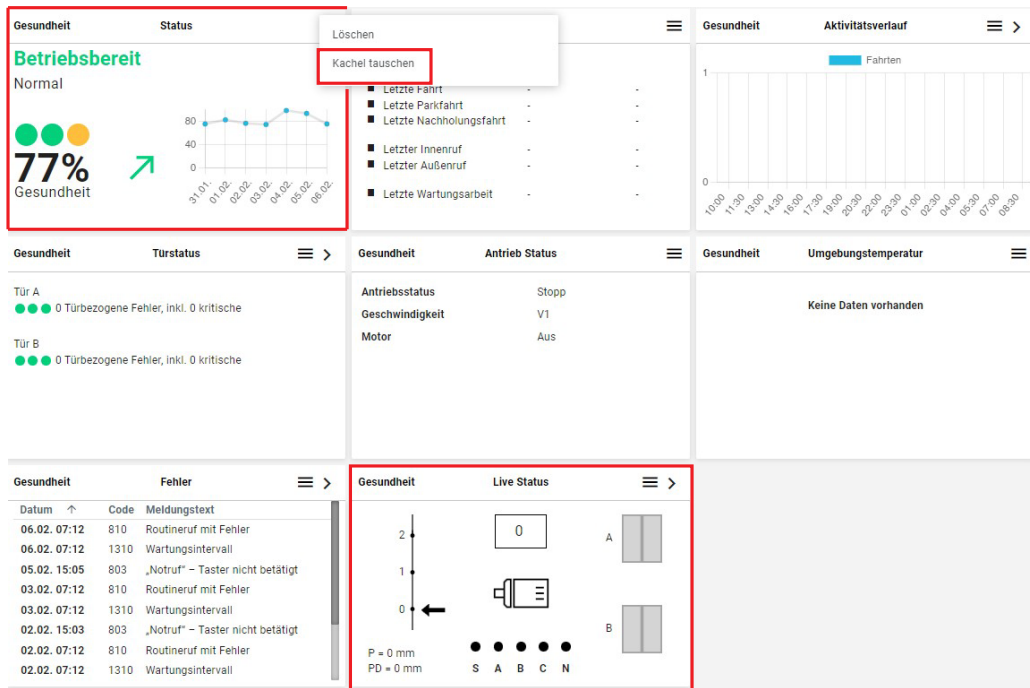 Gesundheit Status
Löschen
Kachel tauschen
Betriebsbereit
Normal
80
40
0
31.01. 01.02. 02.02. 03.02. 04.02. 05.02. 06.02.
77%
Gesundheit
Letzte Fahrt - -
Letzte Parkfahrt - -
Letzte Nachholungsfahrt - -
Letzter Innenruf - -
Letzter Außenruf - -
Letzte Wartungsarbeit - -
Gesundheit Aktivitätsverlauf
Fahrten
1
0
10:00 11:30 13:00 14:30 16:00 17:30 19:00 20:30 22:00 23:30 01:00 02:30 04:00 05:30 07:00 08:30
Gesundheit Türstatus
Tür A
0 Türbezogene Fehler, inkl. 0 kritische
Tür B
0 Türbezogene Fehler, inkl. 0 kritische
Gesundheit Antrieb Status
Antriebsstatus Stopp
Geschwindigkeit V1
Motor Aus
Gesundheit Umgebungstemperatur
Keine Daten vorhanden
Gesundheit Fehler
Datum ↑ Code Meldungstext
06.02. 07:12 810 Routineruf mit Fehler
06.02. 07:12 1310 Wartungsintervall
05.02. 15:05 803 „Notruf“ – Taster nicht betätigt
03.02. 07:12 810 Routineruf mit Fehler
03.02. 07:12 1310 Wartungsintervall
02.02. 15:03 803 „Notruf“ – Taster nicht betätigt
02.02. 07:12 810 Routineruf mit Fehler
02.02. 07:12 1310 Wartungsintervall
Gesundheit Live Status
2
1
0
0
A
B
P = 0 mm
PD = 0 mm
S A B C N